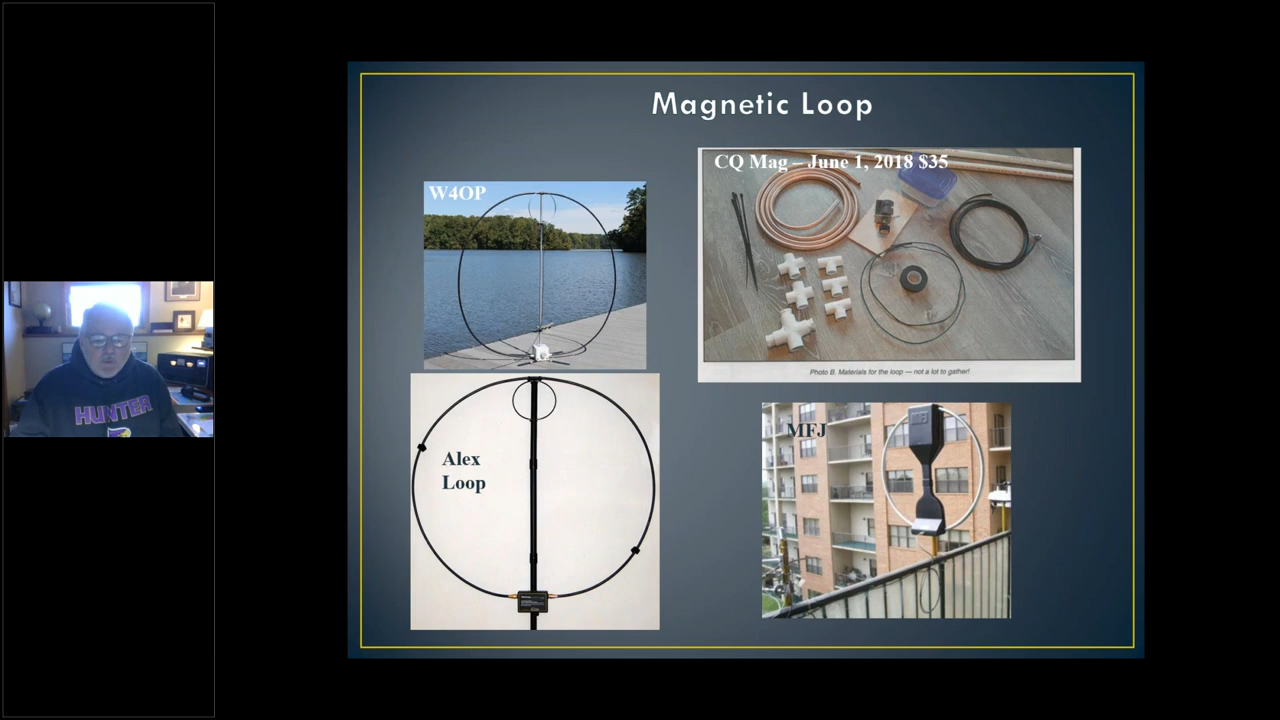 Magnetic Loop
W4OP
CQ Mag – June 1, 2018 $35
Photo B. Materials for the loop — not a lot to gather!
Alex
Loop
MFJ
HUNTER